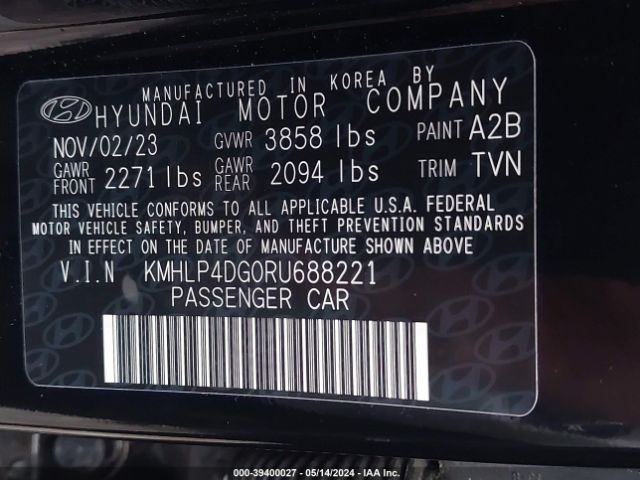 MANUFACTURED IN KOREA BY
HYUNDAI MOTOR COMPANY
NOV/02/23 GVWR 3858 lbs PAINT A2B
GAWR FRONT 2271 lbs GAWR REAR 2094 lbs TRIM TVN
THIS VEHICLE CONFORMS TO ALL APPLICABLE U.S.A. FEDERAL
MOTOR VEHICLE SAFETY, BUMPER, AND THEFT PREVENTION STANDARDS
IN EFFECT ON THE DATE OF MANUFACTURE SHOWN ABOVE
V.I.N KMHLP4DG0RU688221
PASSENGER CAR
000-39400027 - 05/14/2024 - IAA Inc.